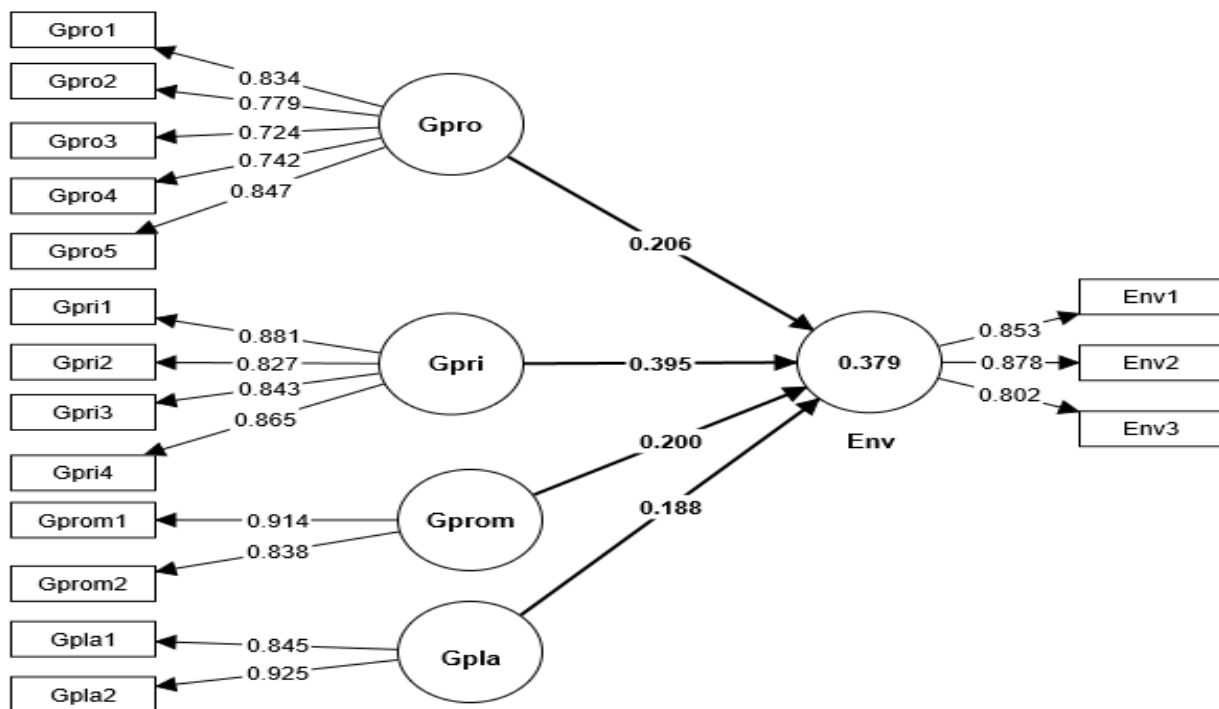 Gpro1
0.834
Gpro2
0.779
Gpro
Gpro3
0.724
Gpro4
0.742
0.847
Gpro5
0.206
Gpri1
0.881
Gpri2
0.827
Gpri
0.395
Gpri3
0.843
0.865
Gpri4
0.379
Env
0.853
Env1
0.878
Env2
0.802
Env3
Gprom1
0.914
Gprom
0.200
0.838
Gprom2
0.188
Gpla1
0.845
Gpla
0.925
Gpla2